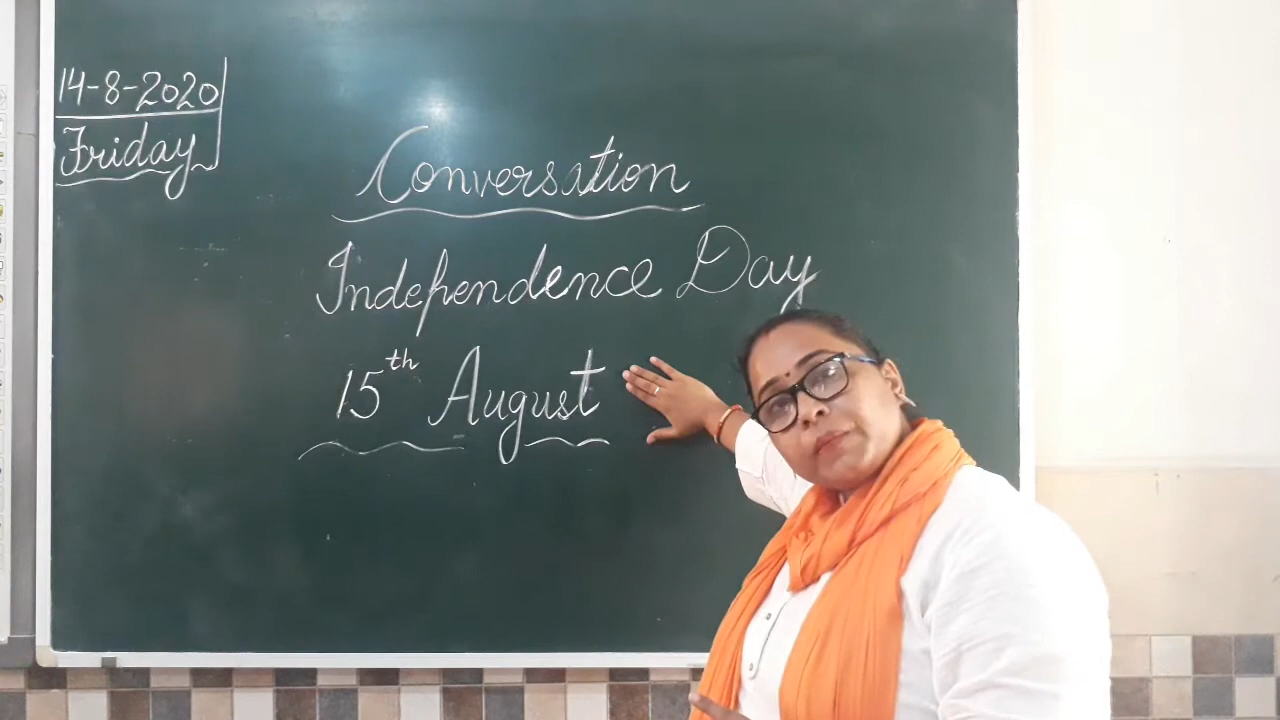 14-8-2020
Friday
Conversation
Independence Day
15th August